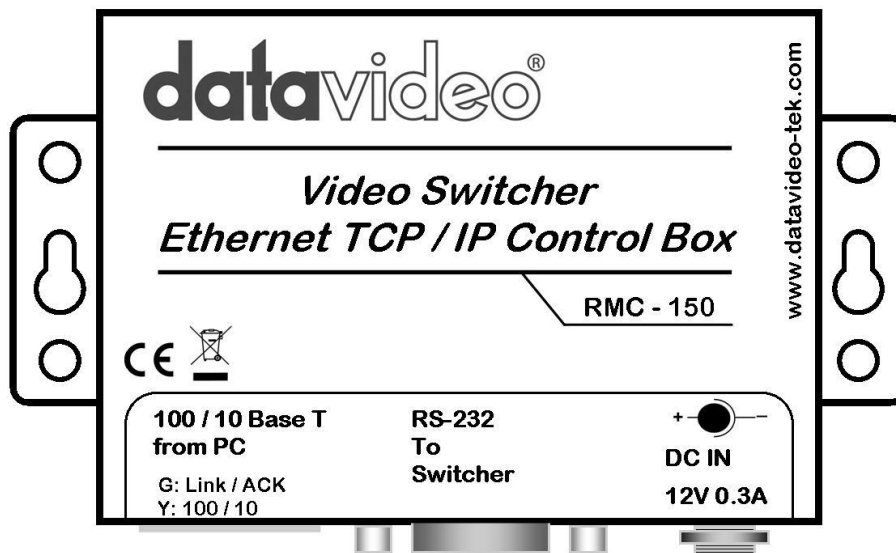 datavideo®
Video Switcher
Ethernet TCP / IP Control Box
RMC - 150
www.datavideo-tek.com
CE
100 / 10 Base T
from PC
G: Link / ACK
Y: 100 / 10
RS-232
To
Switcher
+ −
DC IN
12V 0.3A